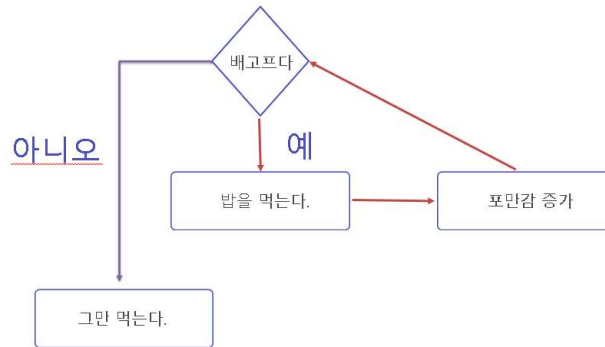 배고프다
아니오
예
밥을 먹는다.
포만감 증가
그만 먹는다.